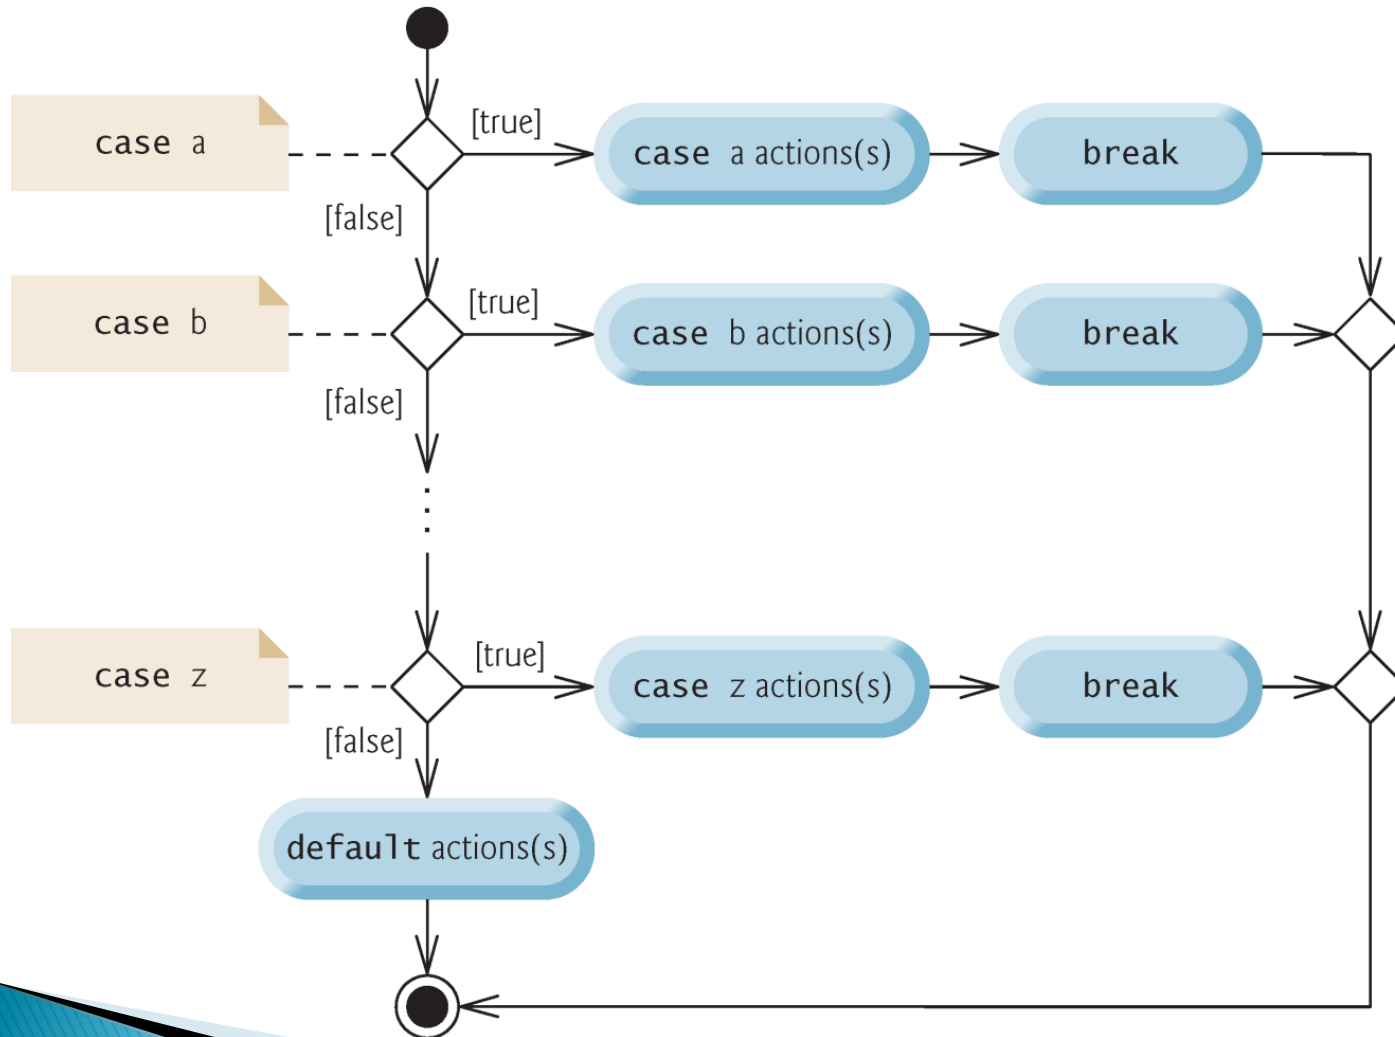 case a
[true]
case a actions(s)
break
[false]
case b
[true]
case b actions(s)
break
[false]
case z
[true]
case z actions(s)
break
[false]
default actions(s)